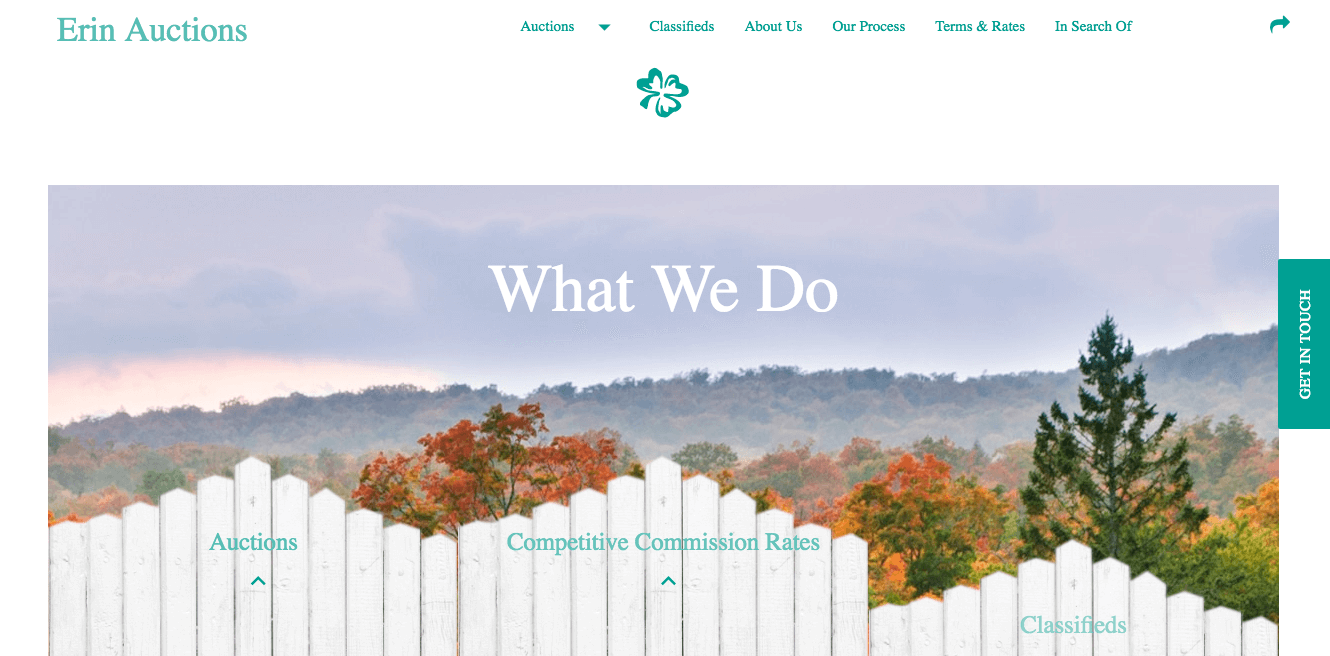 Erin Auctions
Auctions
Classifieds
About Us
Our Process
Terms & Rates
In Search Of
What We Do
GET IN TOUCH
Auctions
Competitive Commission Rates
Classifieds